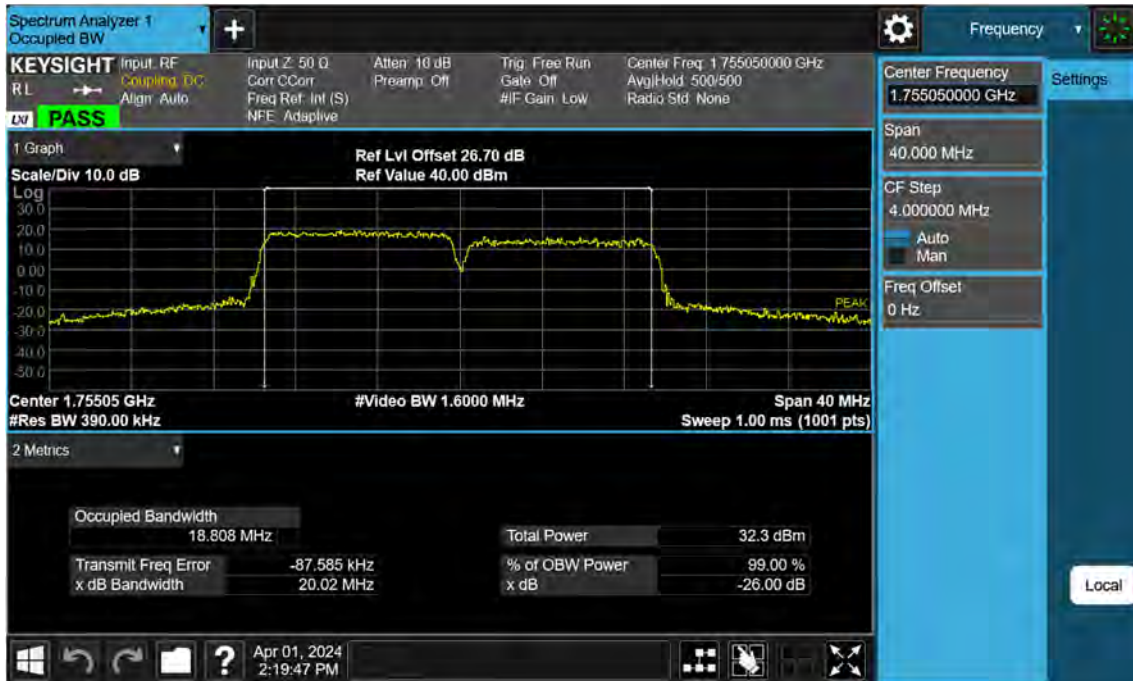 Spectrum Analyzer 1
Occupied BW
+
Frequency
KEYSIGHT
RL
LXI
PASS
Input: RF
Coupling: DC
Align: Auto
Input Z: 50 Ω
Corr CCorr
Freq Ref: Int (S)
NFE: Adaptive
Atten: 10 dB
Preamp: Off
Trig: Free Run
Gate: Off
#IF Gain: Low
Center Freq: 1.755050000 GHz
Avg|Hold: 500/500
Radio Std: None
1 Graph
Scale/Div 10.0 dB
Ref Lvl Offset 26.70 dB
Ref Value 40.00 dBm
Log
30.0
20.0
10.0
0.00
-10.0
-20.0
-30.0
-40.0
-50.0
PEAK
Center 1.75505 GHz
#Video BW 1.6000 MHz
Span 40 MHz
#Res BW 390.00 kHz
Sweep 1.00 ms (1001 pts)
2 Metrics
Occupied Bandwidth
18.808 MHz
Total Power 32.3 dBm
Transmit Freq Error -87.585 kHz
% of OBW Power 99.00 %
x dB Bandwidth 20.02 MHz
x dB -26.00 dB
?
Apr 01, 2024
2:19:47 PM
Center Frequency
1.755050000 GHz
Settings
Span
40.000 MHz
CF Step
4.000000 MHz
Auto
Man
Freq Offset
0 Hz
Local